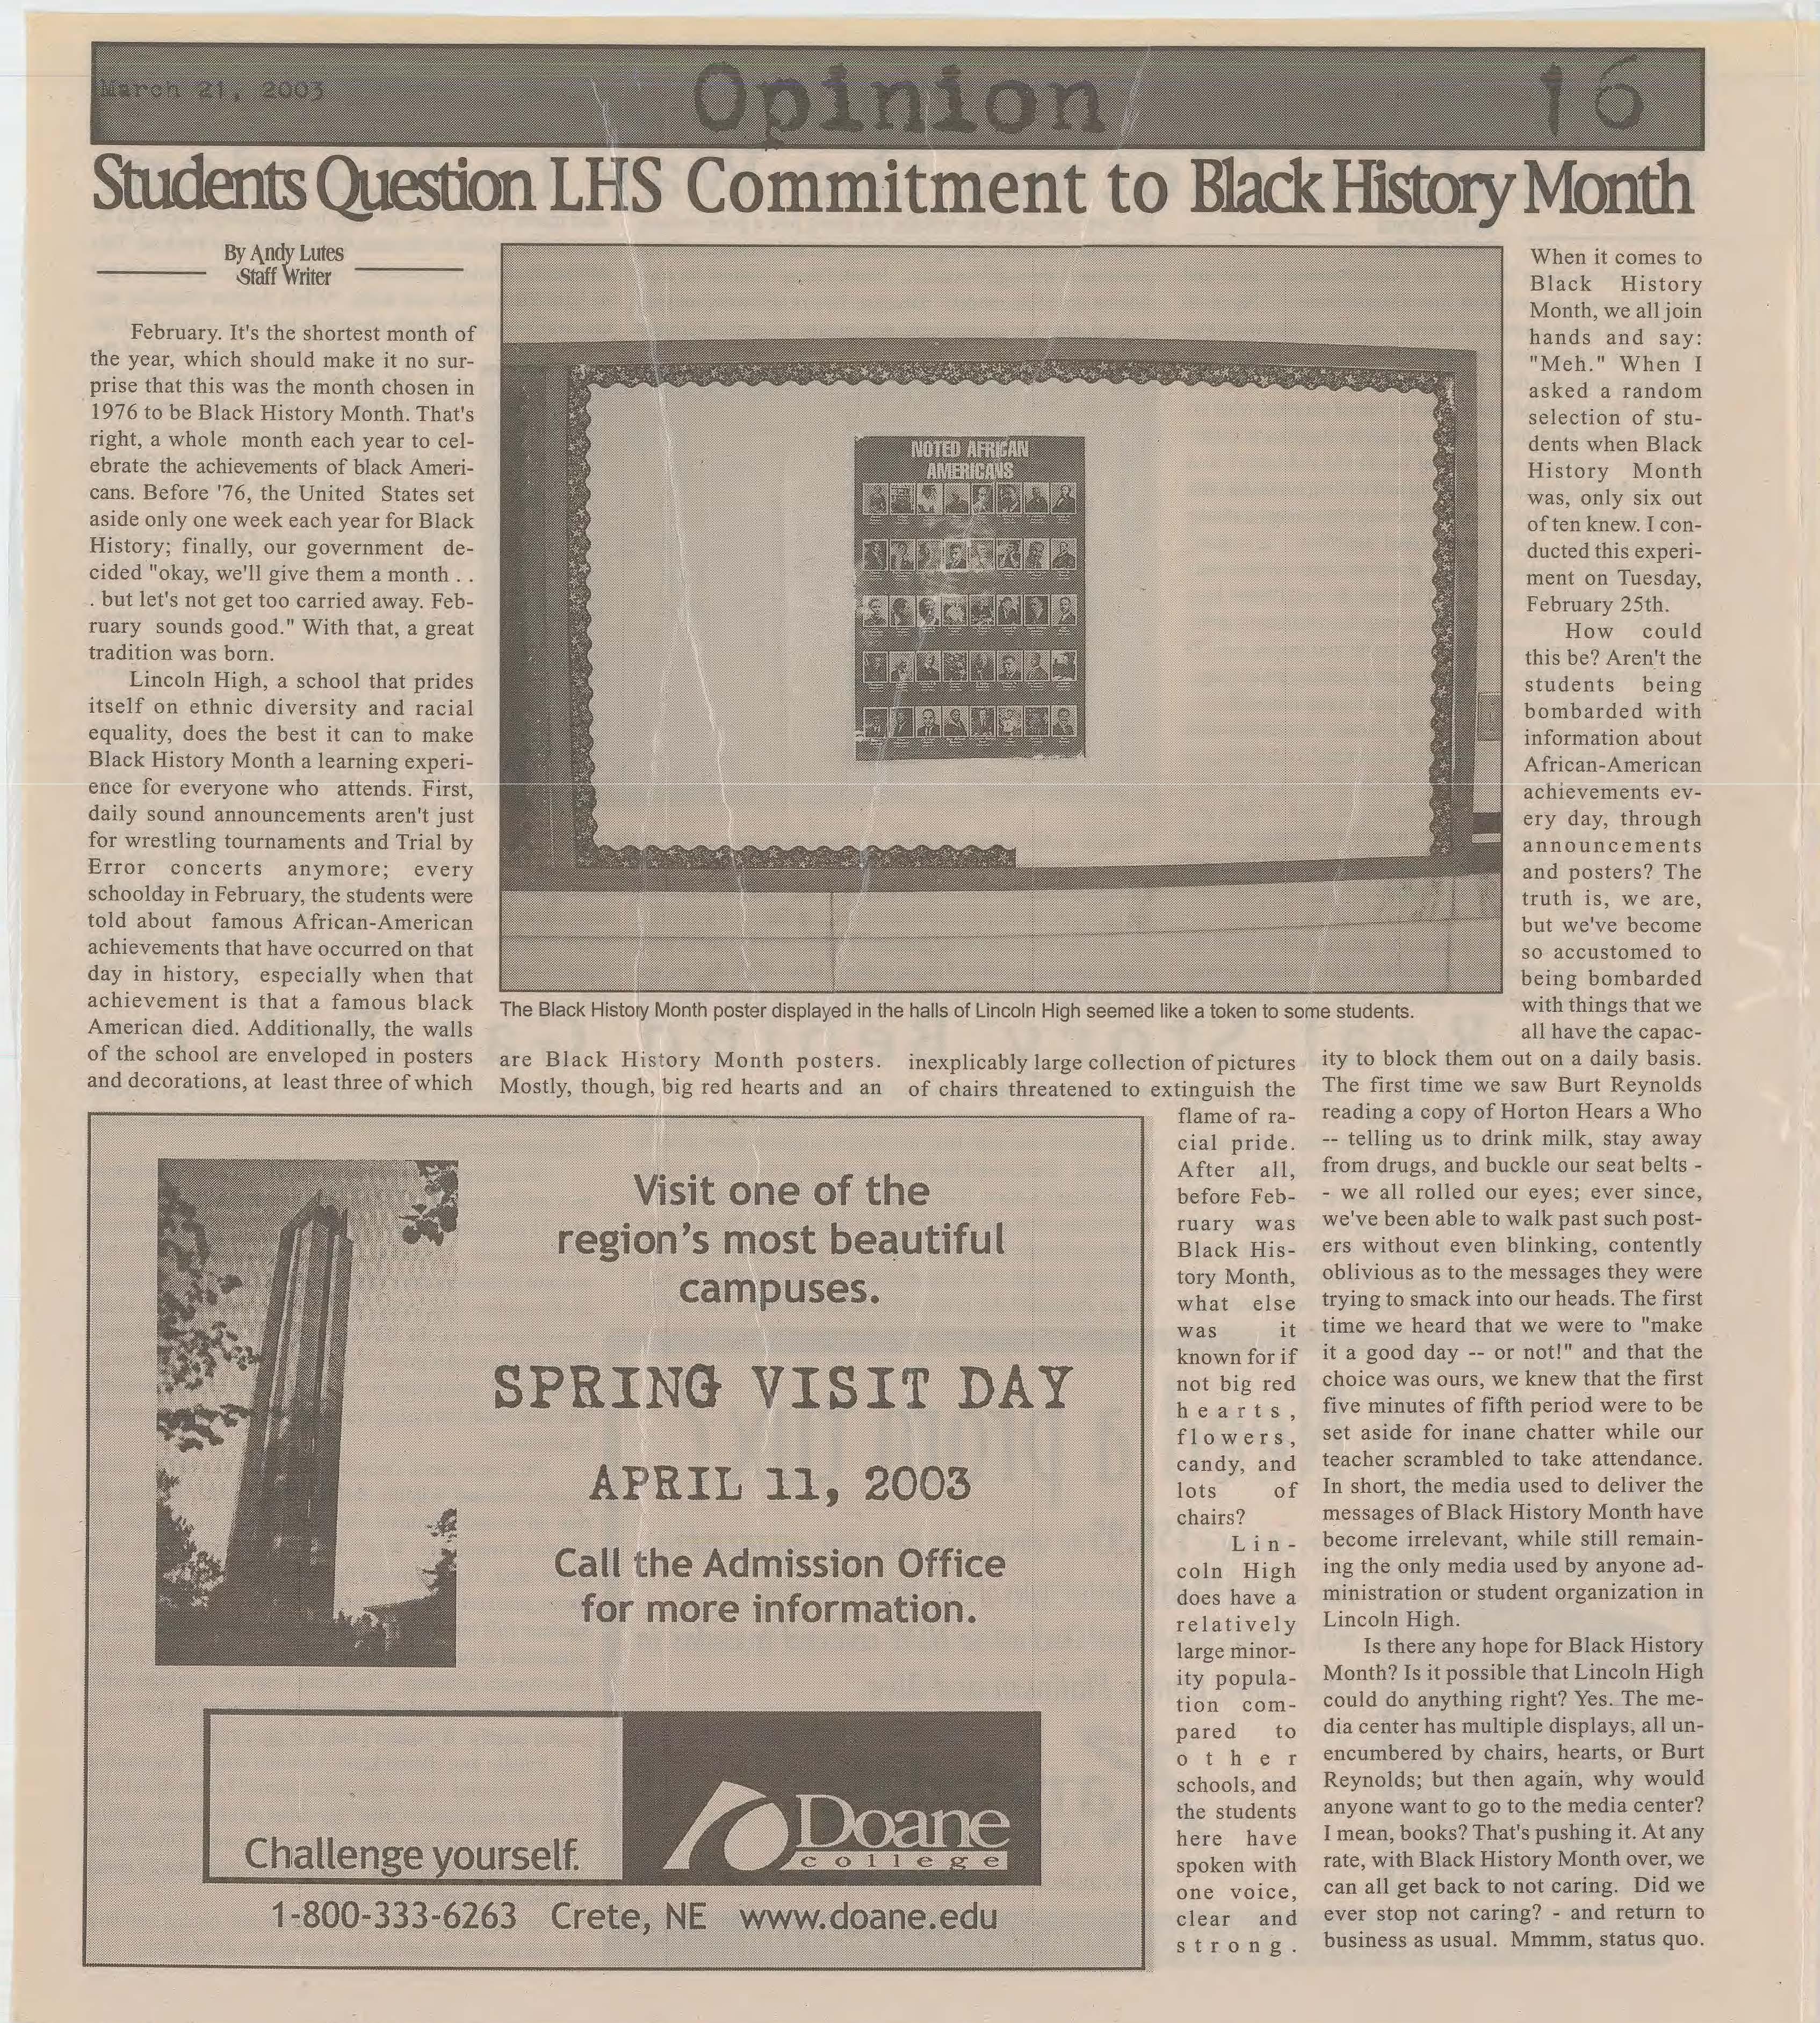 March 21, 2003
Opinion
16
Students Question LHS Commitment to Black History Month
By Andy Lutes
Staff Writer
February. It's the shortest month of
the year, which should make it no sur-
prise that this was the month chosen in
1976 to be Black History Month. That's
right, a whole month each year to cel-
ebrate the achievements of black Ameri-
cans. Before '76, the United States set
aside only one week each year for Black
History; finally, our government de-
cided "okay, we'll give them a month . .
. but let's not get too carried away. Feb-
ruary sounds good." With that, a great
tradition was born.
Lincoln High, a school that prides
itself on ethnic diversity and racial
equality, does the best it can to make
Black History Month a learning experi-
ence for everyone who attends. First,
daily sound announcements aren't just
for wrestling tournaments and Trial by
Error concerts anymore; every
schoolday in February, the students were
told about famous African-American
achievements that have occurred on that
day in history, especially when that
achievement is that a famous black
American died. Additionally, the walls
of the school are enveloped in posters
and decorations, at least three of which
NOTED AFRICAN
AMERICANS
The Black History Month poster displayed in the halls of Lincoln High seemed like a token to some students.
are Black History Month posters.
Mostly, though, big red hearts and an
inexplicably large collection of pictures
of chairs threatened to extinguish the
flame of ra-
cial pride.
After all,
before Feb-
ruary was
Black His-
tory Month,
what else
was it
known for if
not big red
hearts,
flowers,
candy, and
lots of
chairs?
Lin-
coln High
does have a
relatively
large minor-
ity popula-
tion com-
pared to
other
schools, and
the students
here have
spoken with
one voice,
clear and
strong.
When it comes to
Black History
Month, we all join
hands and say:
"Meh." When I
asked a random
selection of stu-
dents when Black
History Month
was, only six out
of ten knew. I con-
ducted this experi-
ment on Tuesday,
February 25th.
How could
this be? Aren't the
students being
bombarded with
information about
African-American
achievements ev-
ery day, through
announcements
and posters? The
truth is, we are,
but we've become
so accustomed to
being bombarded
with things that we
all have the capac-
ity to block them out on a daily basis.
The first time we saw Burt Reynolds
reading a copy of Horton Hears a Who
-- telling us to drink milk, stay away
from drugs, and buckle our seat belts -
- we all rolled our eyes; ever since,
we've been able to walk past such post-
ers without even blinking, contently
oblivious as to the messages they were
trying to smack into our heads. The first
time we heard that we were to "make
it a good day -- or not!" and that the
choice was ours, we knew that the first
five minutes of fifth period were to be
set aside for inane chatter while our
teacher scrambled to take attendance.
In short, the media used to deliver the
messages of Black History Month have
become irrelevant, while still remain-
ing the only media used by anyone ad-
ministration or student organization in
Lincoln High.
Is there any hope for Black History
Month? Is it possible that Lincoln High
could do anything right? Yes. The me-
dia center has multiple displays, all un-
encumbered by chairs, hearts, or Burt
Reynolds; but then again, why would
anyone want to go to the media center?
I mean, books? That's pushing it. At any
rate, with Black History Month over, we
can all get back to not caring. Did we
ever stop not caring? - and return to
business as usual. Mmmm, status quo.
Visit one of the
region's most beautiful
campuses.
SPRING VISIT DAY
APRIL 11, 2003
Call the Admission Office
for more information.
Challenge yourself.
Doane
college
1-800-333-6263 Crete, NE www.doane.edu